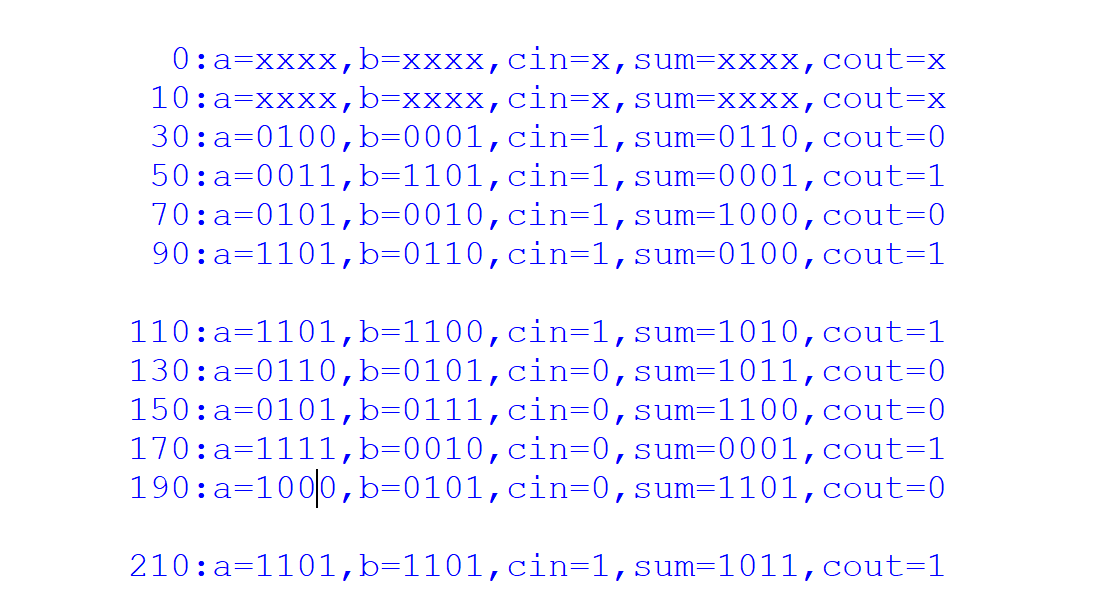 0:a=xxxx,b=xxxx,cin=x,sum=xxxx,cout=x
10:a=xxxx,b=xxxx,cin=x,sum=xxxx,cout=x
30:a=0100,b=0001,cin=1,sum=0110,cout=0
50:a=0011,b=1101,cin=1,sum=0001,cout=1
70:a=0101,b=0010,cin=1,sum=1000,cout=0
90:a=1101,b=0110,cin=1,sum=0100,cout=1
110:a=1101,b=1100,cin=1,sum=1010,cout=1
130:a=0110,b=0101,cin=0,sum=1011,cout=0
150:a=0101,b=0111,cin=0,sum=1100,cout=0
170:a=1111,b=0010,cin=0,sum=0001,cout=1
190:a=1000,b=0101,cin=0,sum=1101,cout=0
210:a=1101,b=1101,cin=1,sum=1011,cout=1